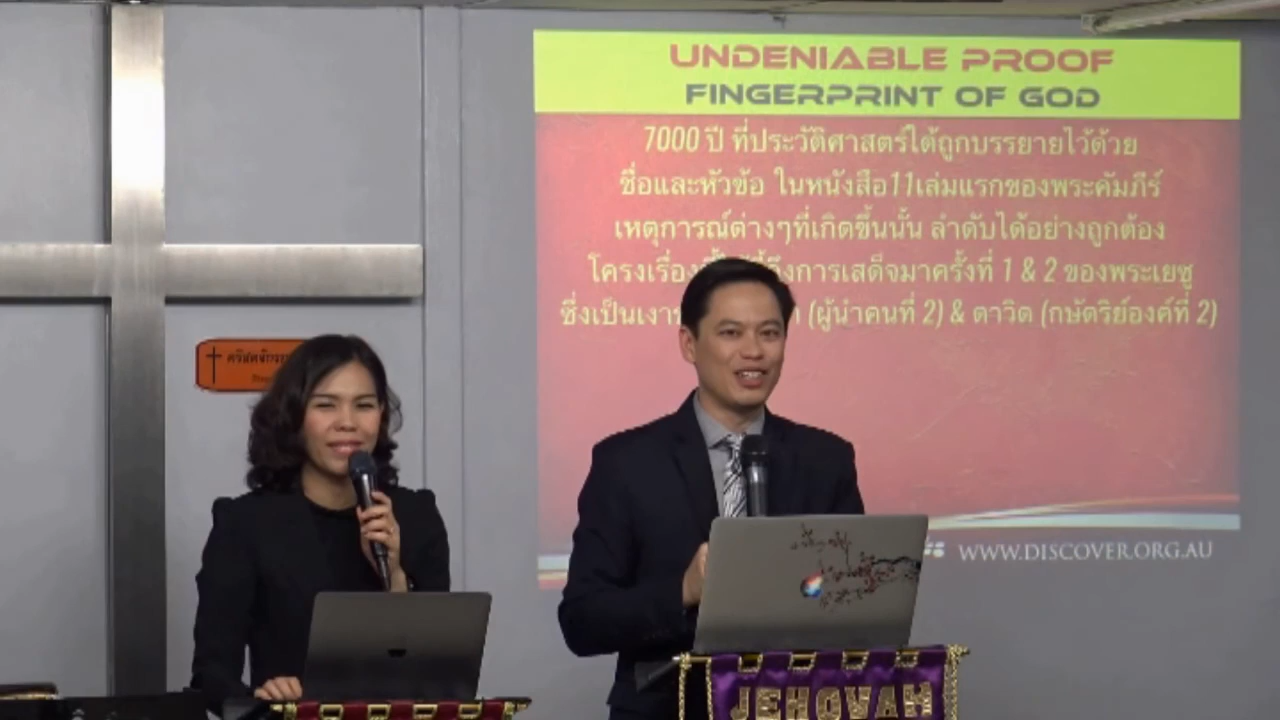 UNDENIABLE PROOF
FINGERPRINT OF GOD
7000 ปี ที่ประวัติศาสตร์ได้ถูกบรรยายไว้ด้วย
ชื่อและหัวข้อ ในหนังสือ11เล่มแรกของพระคัมภีร์
เหตุการณ์ต่างๆที่เกิดขึ้นนั้น ลำดับได้อย่างถูกต้อง
โครงเรื่อง ถึงการเสด็จมาครั้งที่ 1 & 2 ของพระเยซู
ซึ่งเป็นเงา (ผู้นำคนที่ 2) & ดาวิด (กษัตริย์องค์ที่ 2)
WWW.DISCOVER.ORG.AU
JEHOVAH